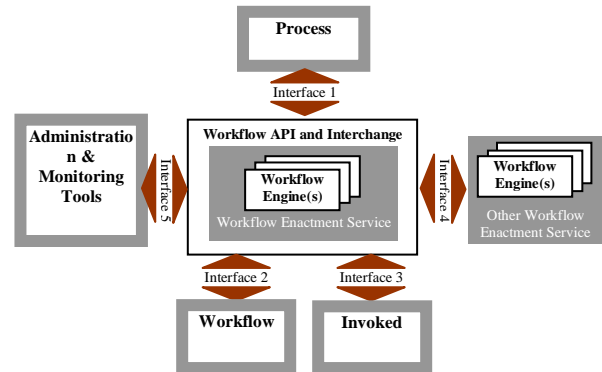 Process
Interface 1
Workflow API and Interchange
Workflow
Engine(s)
Workflow Enactment Service
Administratio
n &
Monitoring
Tools
Interface 5
Interface 4
Workflow
Engine(s)
Other Workflow
Enactment Service
Interface 2
Interface 3
Workflow
Invoked